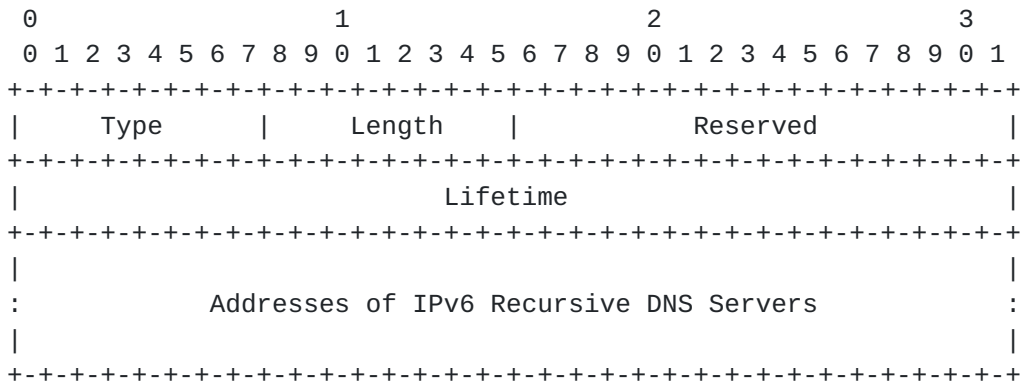 0                   1                   2                   3
 0 1 2 3 4 5 6 7 8 9 0 1 2 3 4 5 6 7 8 9 0 1 2 3 4 5 6 7 8 9 0 1
+-+-+-+-+-+-+-+-+-+-+-+-+-+-+-+-+-+-+-+-+-+-+-+-+-+-+-+-+-+-+-+-+
|     Type      |     Length    |           Reserved            |
+-+-+-+-+-+-+-+-+-+-+-+-+-+-+-+-+-+-+-+-+-+-+-+-+-+-+-+-+-+-+-+-+
|                           Lifetime                            |
+-+-+-+-+-+-+-+-+-+-+-+-+-+-+-+-+-+-+-+-+-+-+-+-+-+-+-+-+-+-+-+-+
|                                                               |
:            Addresses of IPv6 Recursive DNS Servers            :
|                                                               |
+-+-+-+-+-+-+-+-+-+-+-+-+-+-+-+-+-+-+-+-+-+-+-+-+-+-+-+-+-+-+-+-+